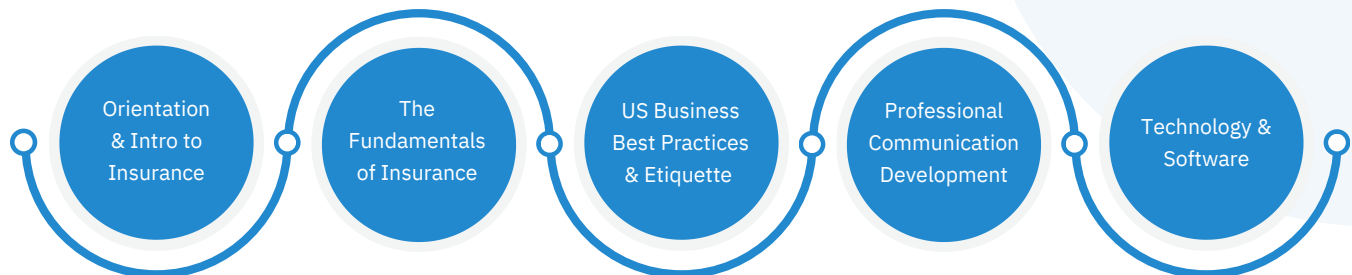 Orientation
& Intro to
Insurance
The
Fundamentals
of Insurance
US Business
Best Practices
& Etiquette
Professional
Communication
Development
Technology &
Software